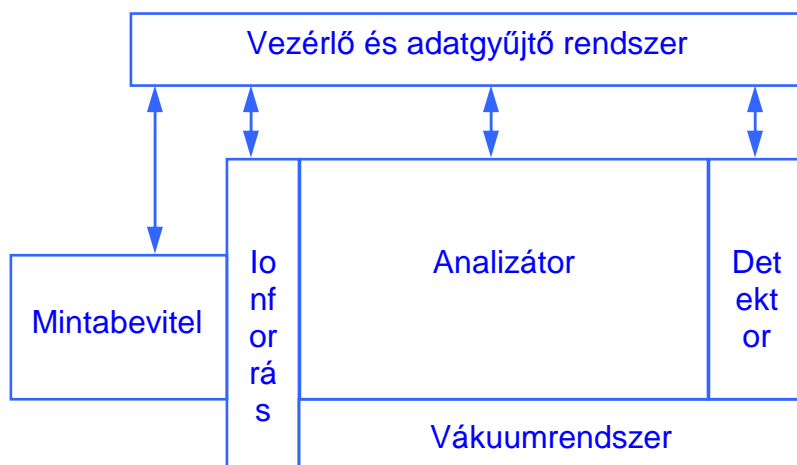 Vezérlő és adatgyűjtő rendszer
Mintabevitel
Io
nf
or
rá
s
Analizátor
Det
ekt
or
Vákuumrendszer